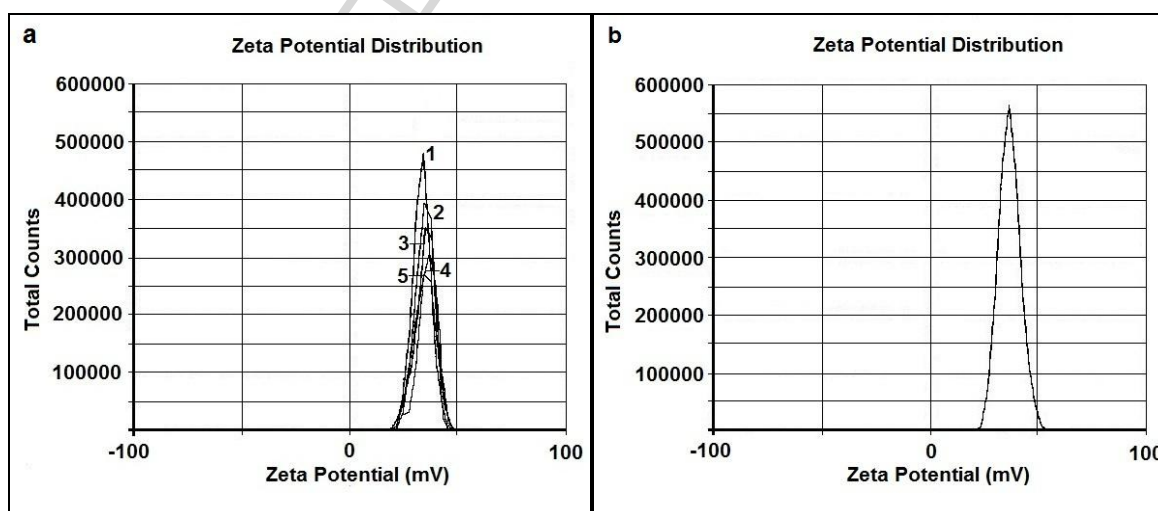 a
Zeta Potential Distribution
600000
500000
400000
300000
200000
100000
Total Counts
1
2
3
4
5
-100
0
100
Zeta Potential (mV)
b
Zeta Potential Distribution
600000
500000
400000
300000
200000
100000
Total Counts
-100
0
100
Zeta Potential (mV)